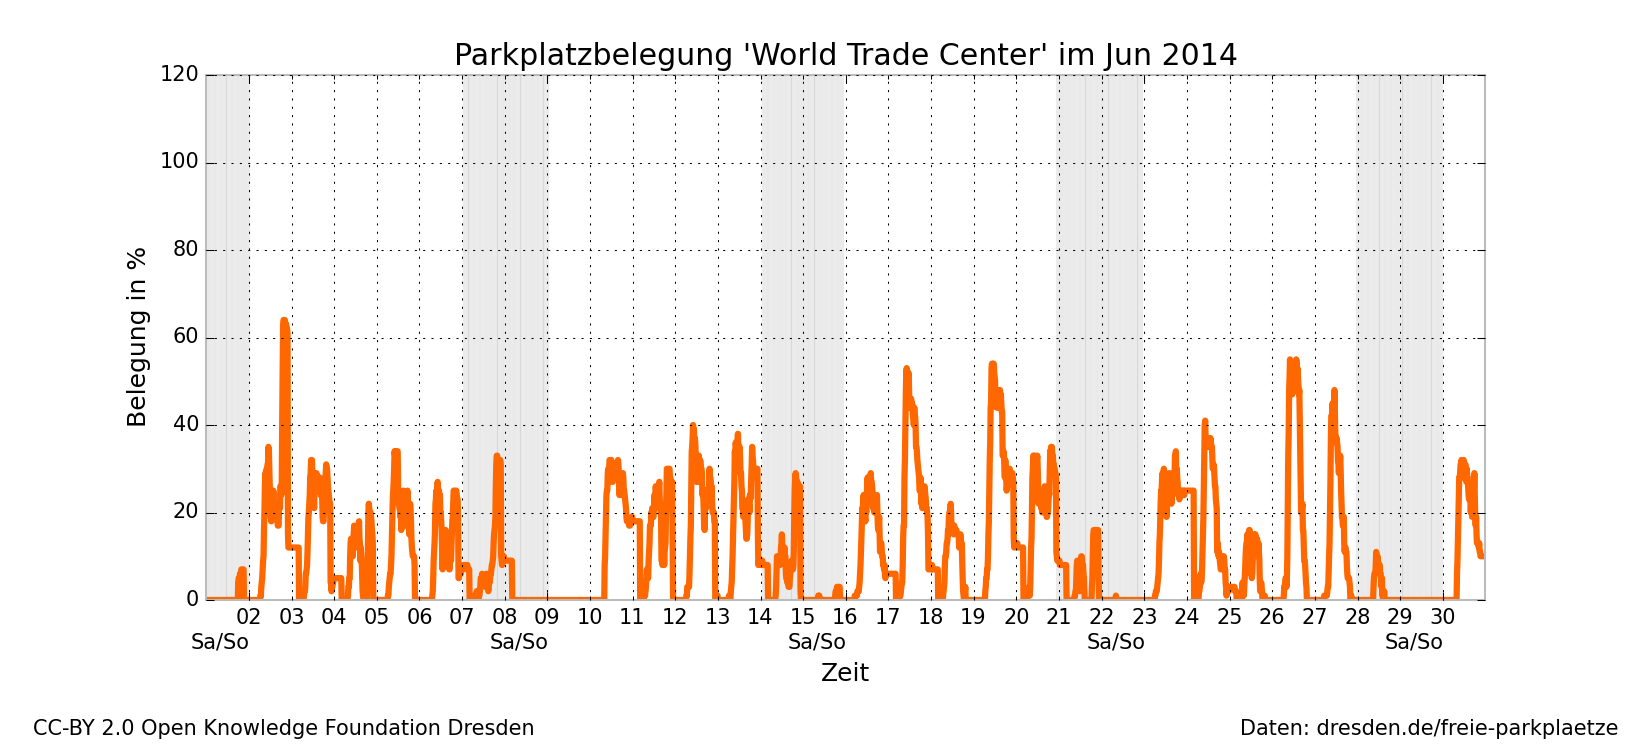 Parkplatzbelegung 'World Trade Center' im Jun 2014
120
100
80
60
40
20
0
Belegung in %
02 03 04 05 06 07 08 09 10 11 12 13 14 15 16 17 18 19 20 21 22 23 24 25 26 27 28 29 30
Sa/So Sa/So Sa/So Sa/So Sa/So
Zeit
CC-BY 2.0 Open Knowledge Foundation Dresden
Daten: dresden.de/freie-parkplaetze